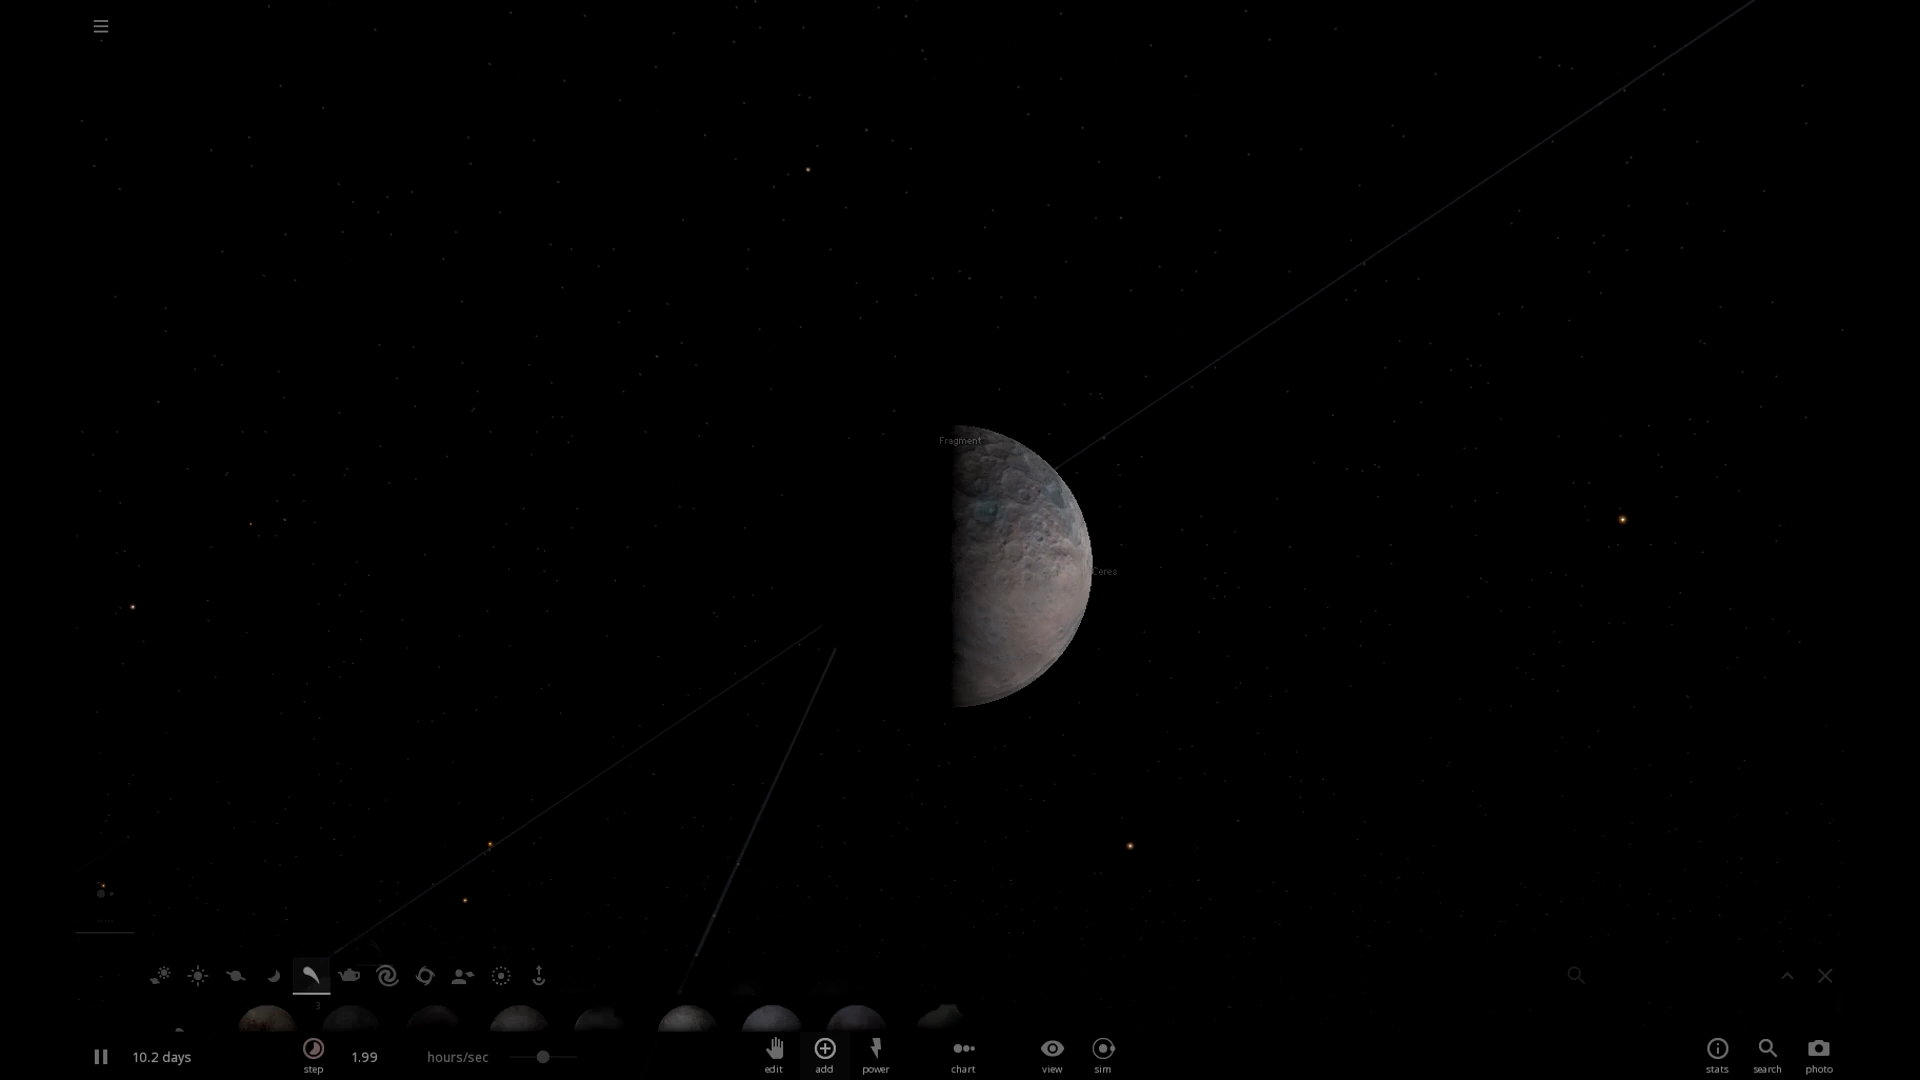 Fragment
Ceres
3
10.2 days
step
1.99
hours/sec
edit
add
power
chart
view
sim
stats
search
photo